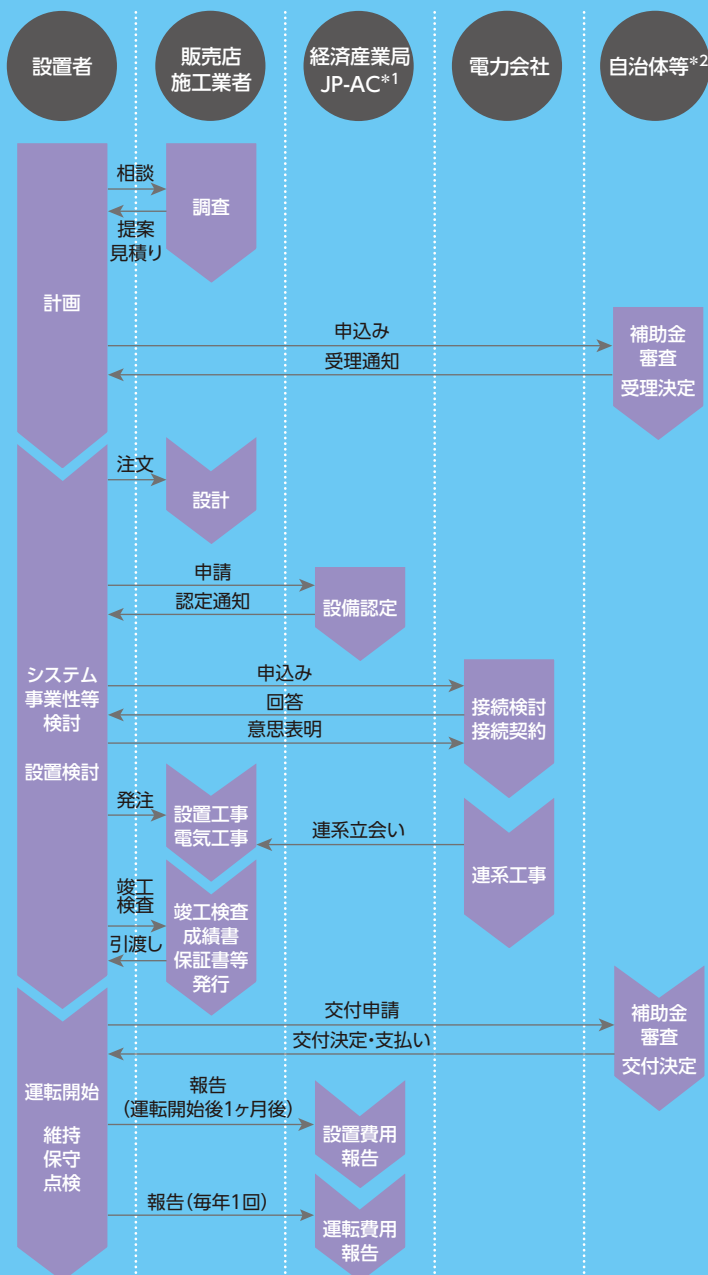 設置者
販売店
施工業者
経済産業局
JP-AC*1
電力会社
自治体等*2
相談
調査
提案
見積り
計画
申込み
補助金
審査
受理決定
受理通知
注文
設計
申請
設備認定
認定通知
システム
事業性等
検討
設置検討
申込み
接続検討
接続契約
回答
意思表明
発注
設置工事
電気工事
連系立会い
連系工事
竣工
検査
竣工検査
成績書
保証書等
発行
引渡し
交付申請
補助金
審査
交付決定
交付決定・支払い
運転開始
維持
保守
点検
報告
(運転開始後1ヶ月後)
設置費用
報告
報告(毎年1回)
運転費用
報告